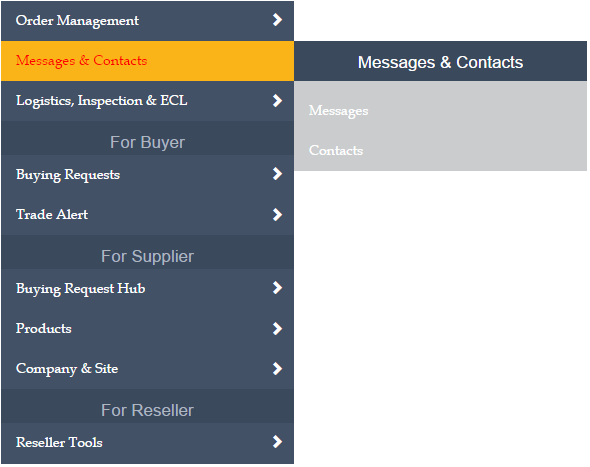 Order Management
Messages & Contacts
Logistics, Inspection & ECL
For Buyer
Buying Requests
Trade Alert
For Supplier
Buying Request Hub
Products
Company & Site
For Reseller
Reseller Tools
Messages & Contacts
Messages
Contacts